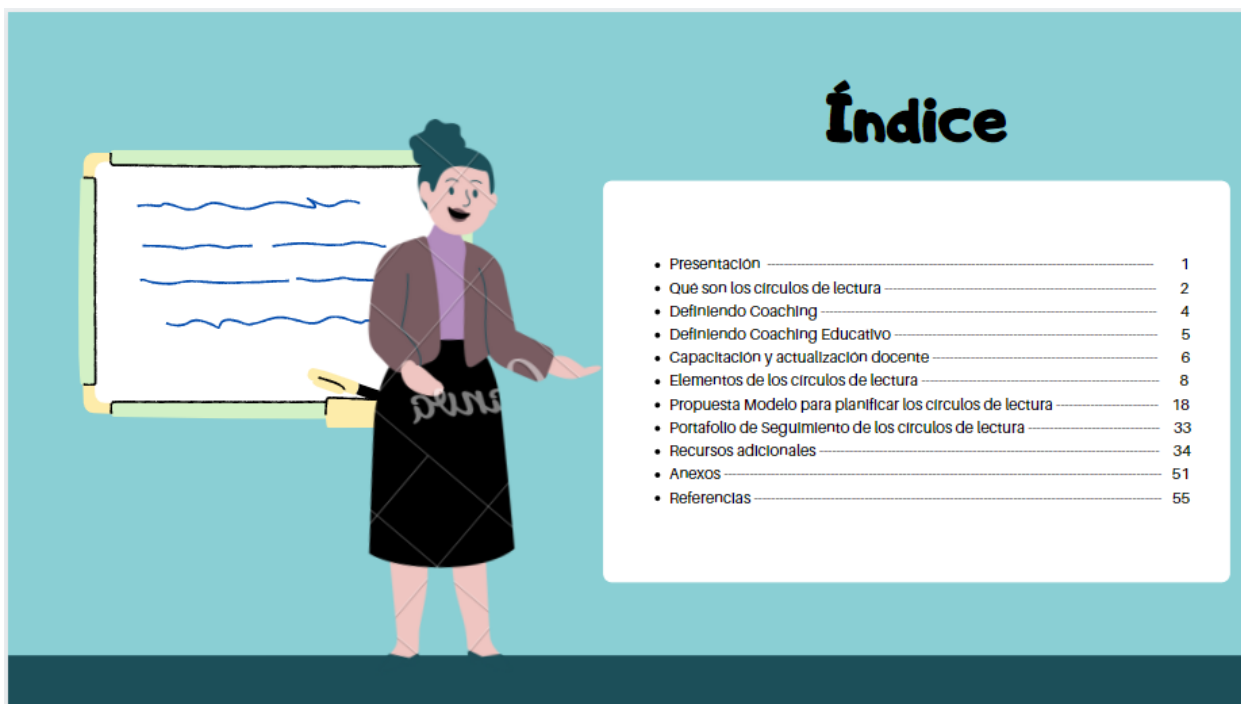 Índice
• Presentación 1
• Qué son los círculos de lectura 2
• Definiendo Coaching 4
• Definiendo Coaching Educativo 5
• Capacitación y actualización docente 6
• Elementos de los círculos de lectura 8
• Propuesta Modelo para planificar los círculos de lectura 18
• Portafolio de Seguimiento de los círculos de lectura 33
• Recursos adicionales 34
• Anexos 51
• Referencias 55
Canva